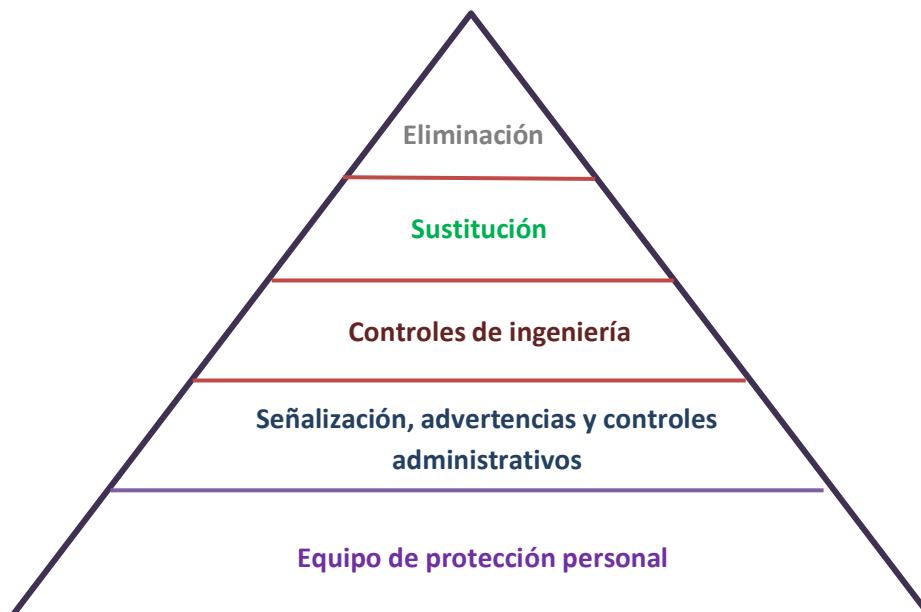 Eliminación
Sustitución
Controles de ingeniería
Señalización, advertencias y controles
administrativos
Equipo de protección personal